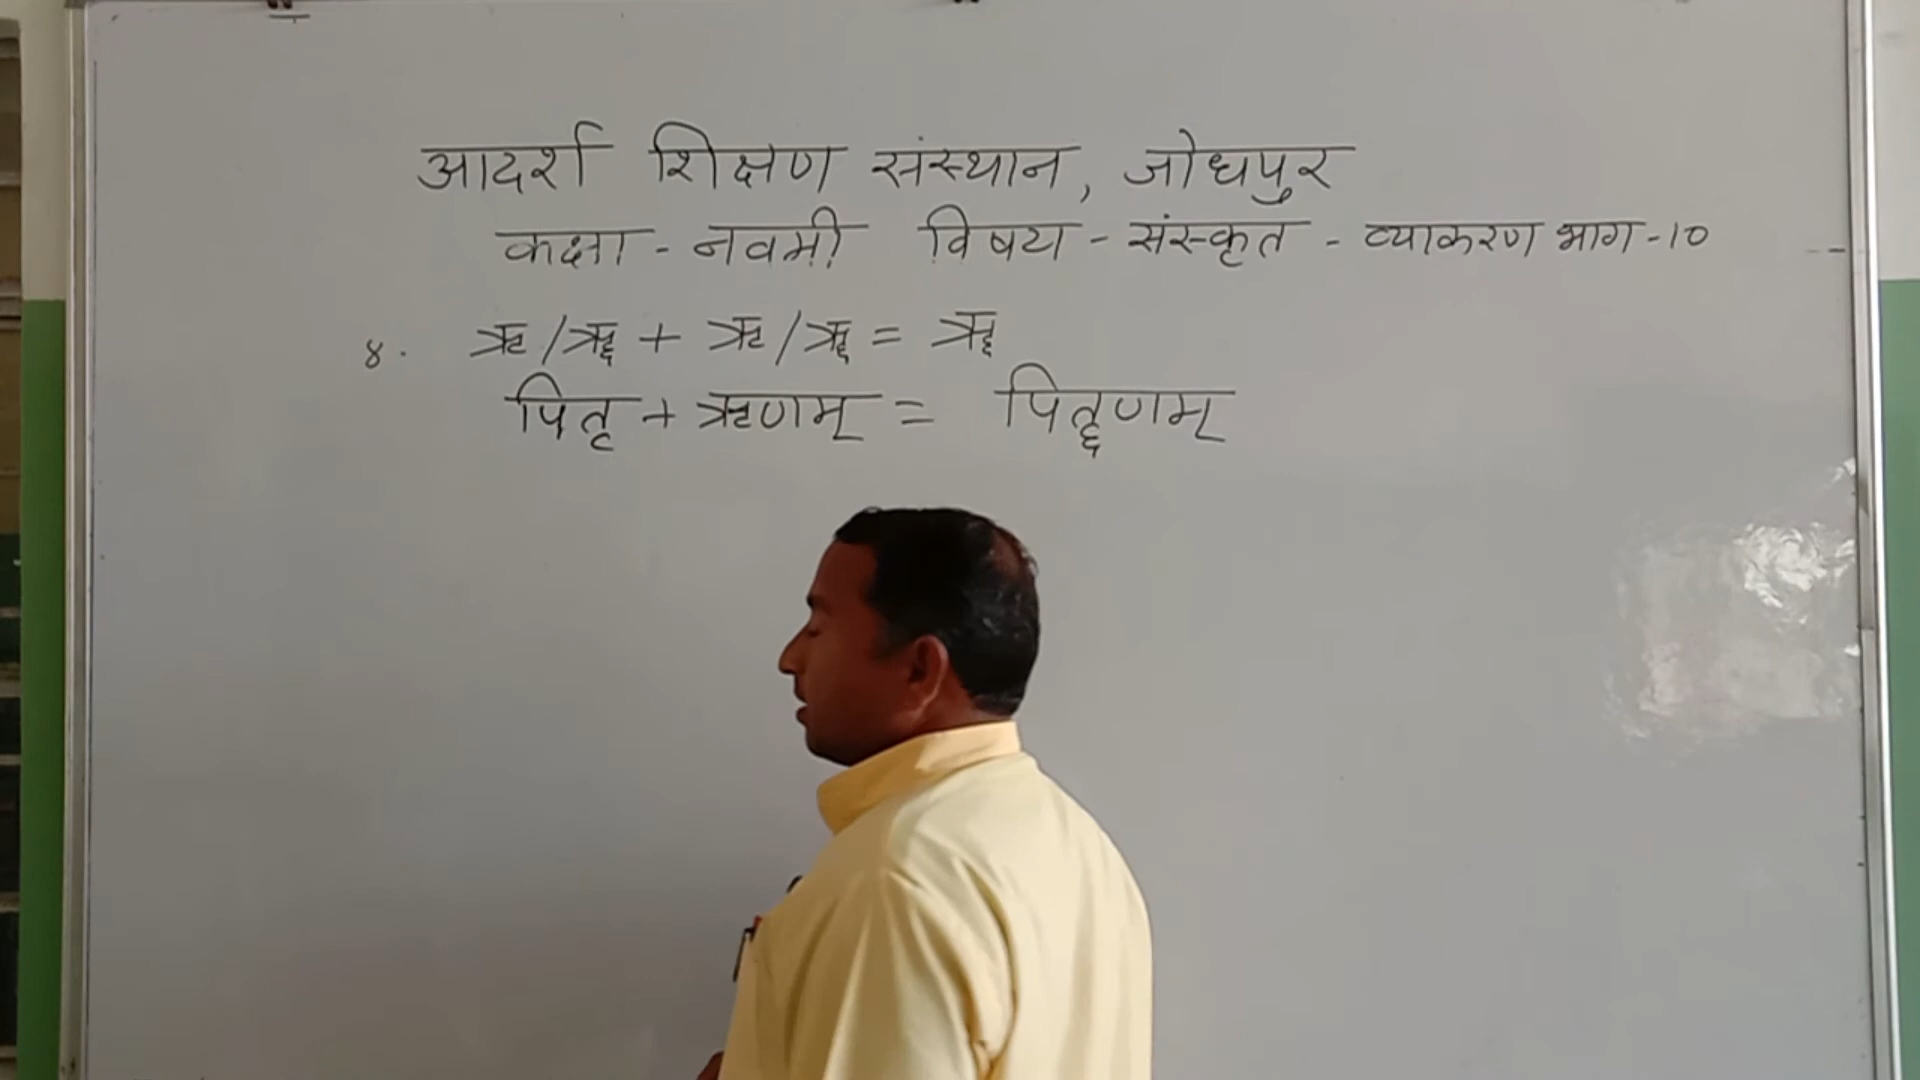 आदर्श शिक्षण संस्थान, जोधपुर
कक्षा - नवमी विषय - संस्कृत - व्याकरण भाग - 10
४. ऋ/ॠ + ऋ/ॠ = ॠ
पितृ + ऋणम् = पितॄणम्